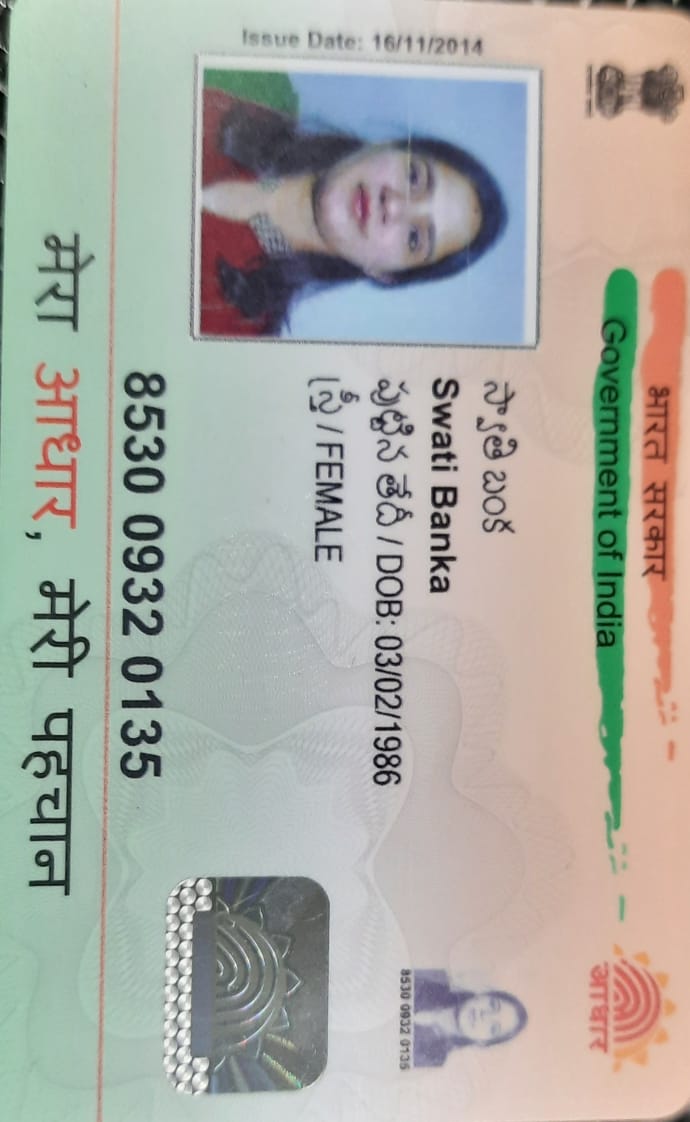 भारत सरकार
Government of India
आधार
Issue Date: 16/11/2014
స్వాతి బంక
Swati Banka
పుట్టిన తేదీ / DOB: 03/02/1986
స్త్రీ / FEMALE
8530 0932 0135
8530 0932 0135
मेरा आधार, मेरी पहचान